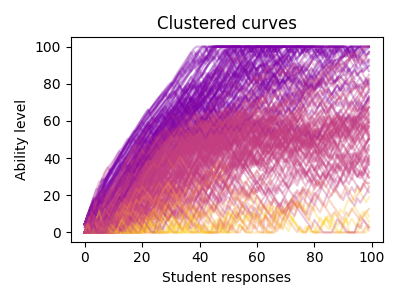 Clustered curves
Ability level
100
80
60
40
20
0
0 20 40 60 80 100
Student responses